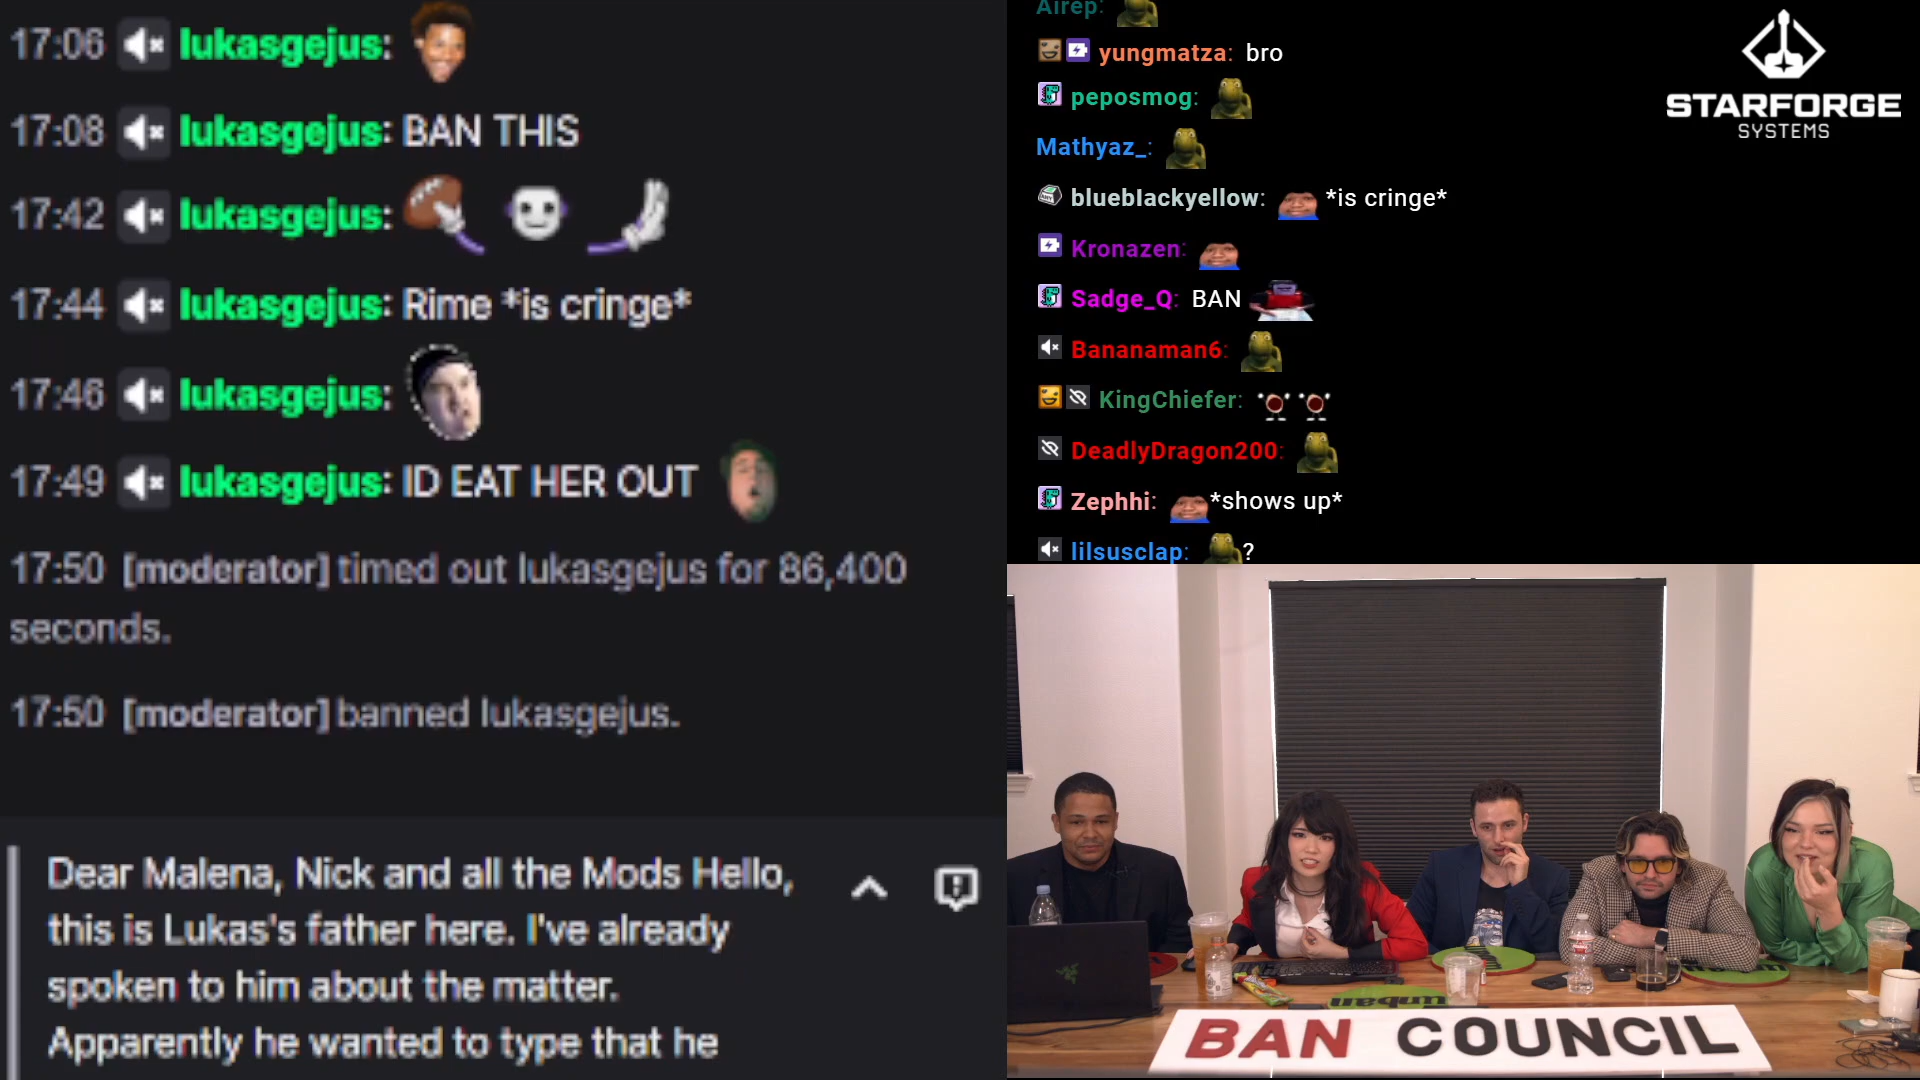 17:06 lukasgejus:
17:08 lukasgejus: BAN THIS
17:42 lukasgejus:
17:44 lukasgejus: Rime *is cringe*
17:46 lukasgejus:
17:49 lukasgejus: ID EAT HER OUT
17:50 [moderator] timed out lukasgejus for 86,400
seconds.
17:50 [moderator] banned lukasgejus.
Dear Malena, Nick and all the Mods Hello,
this is Lukas's father here. I've already
spoken to him about the matter.
Apparently he wanted to type that he
Airep:
yungmatza: bro
peposmog:
Mathyaz_:
blueblackyellow: *is cringe*
Kronazen:
Sadge_Q: BAN
Bananaman6:
KingChiefer:
DeadlyDragon200:
Zephhi: *shows up*
lilsusclap: ?
STARFORGE
SYSTEMS
unban
BAN COUNCIL